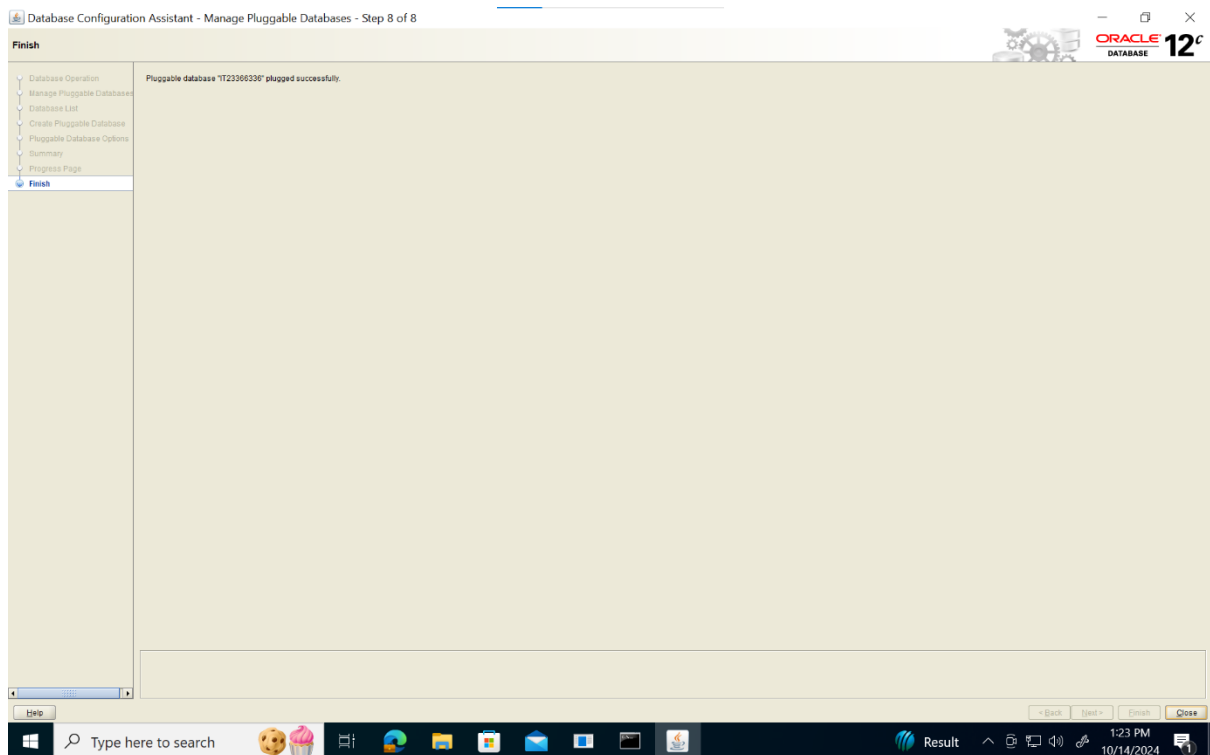 Database Configuration Assistant - Manage Pluggable Databases - Step 8 of 8
Finish
ORACLE 12c
DATABASE
Database Operation
Manage Pluggable Databases
Database List
Create Pluggable Database
Pluggable Database Options
Summary
Progress Page
Finish
Pluggable database "IT23366336" plugged successfully.
Help
< Back
Next >
Finish
Close
Type here to search
Result
1:23 PM
10/14/2024
1